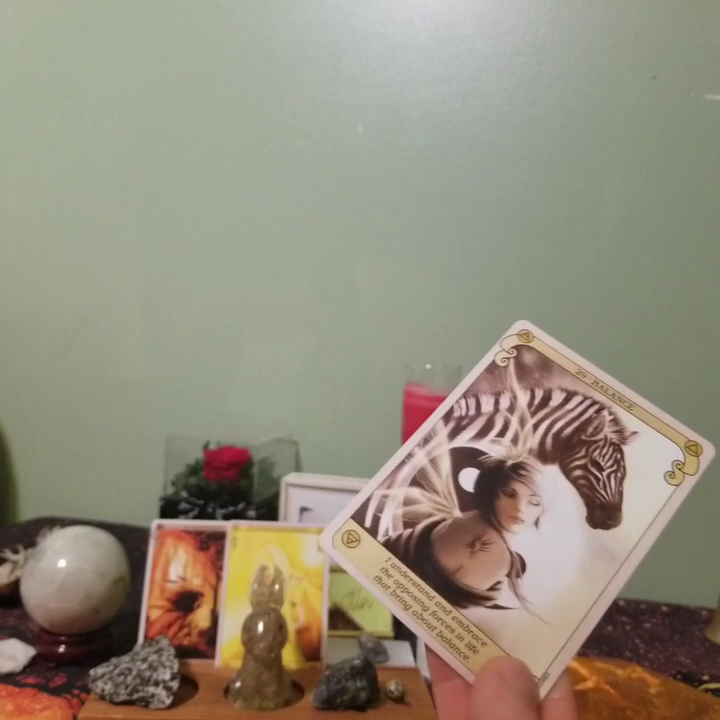 29 · BALANCE
I understand and embrace
the opposing forces in life
that bring about balance